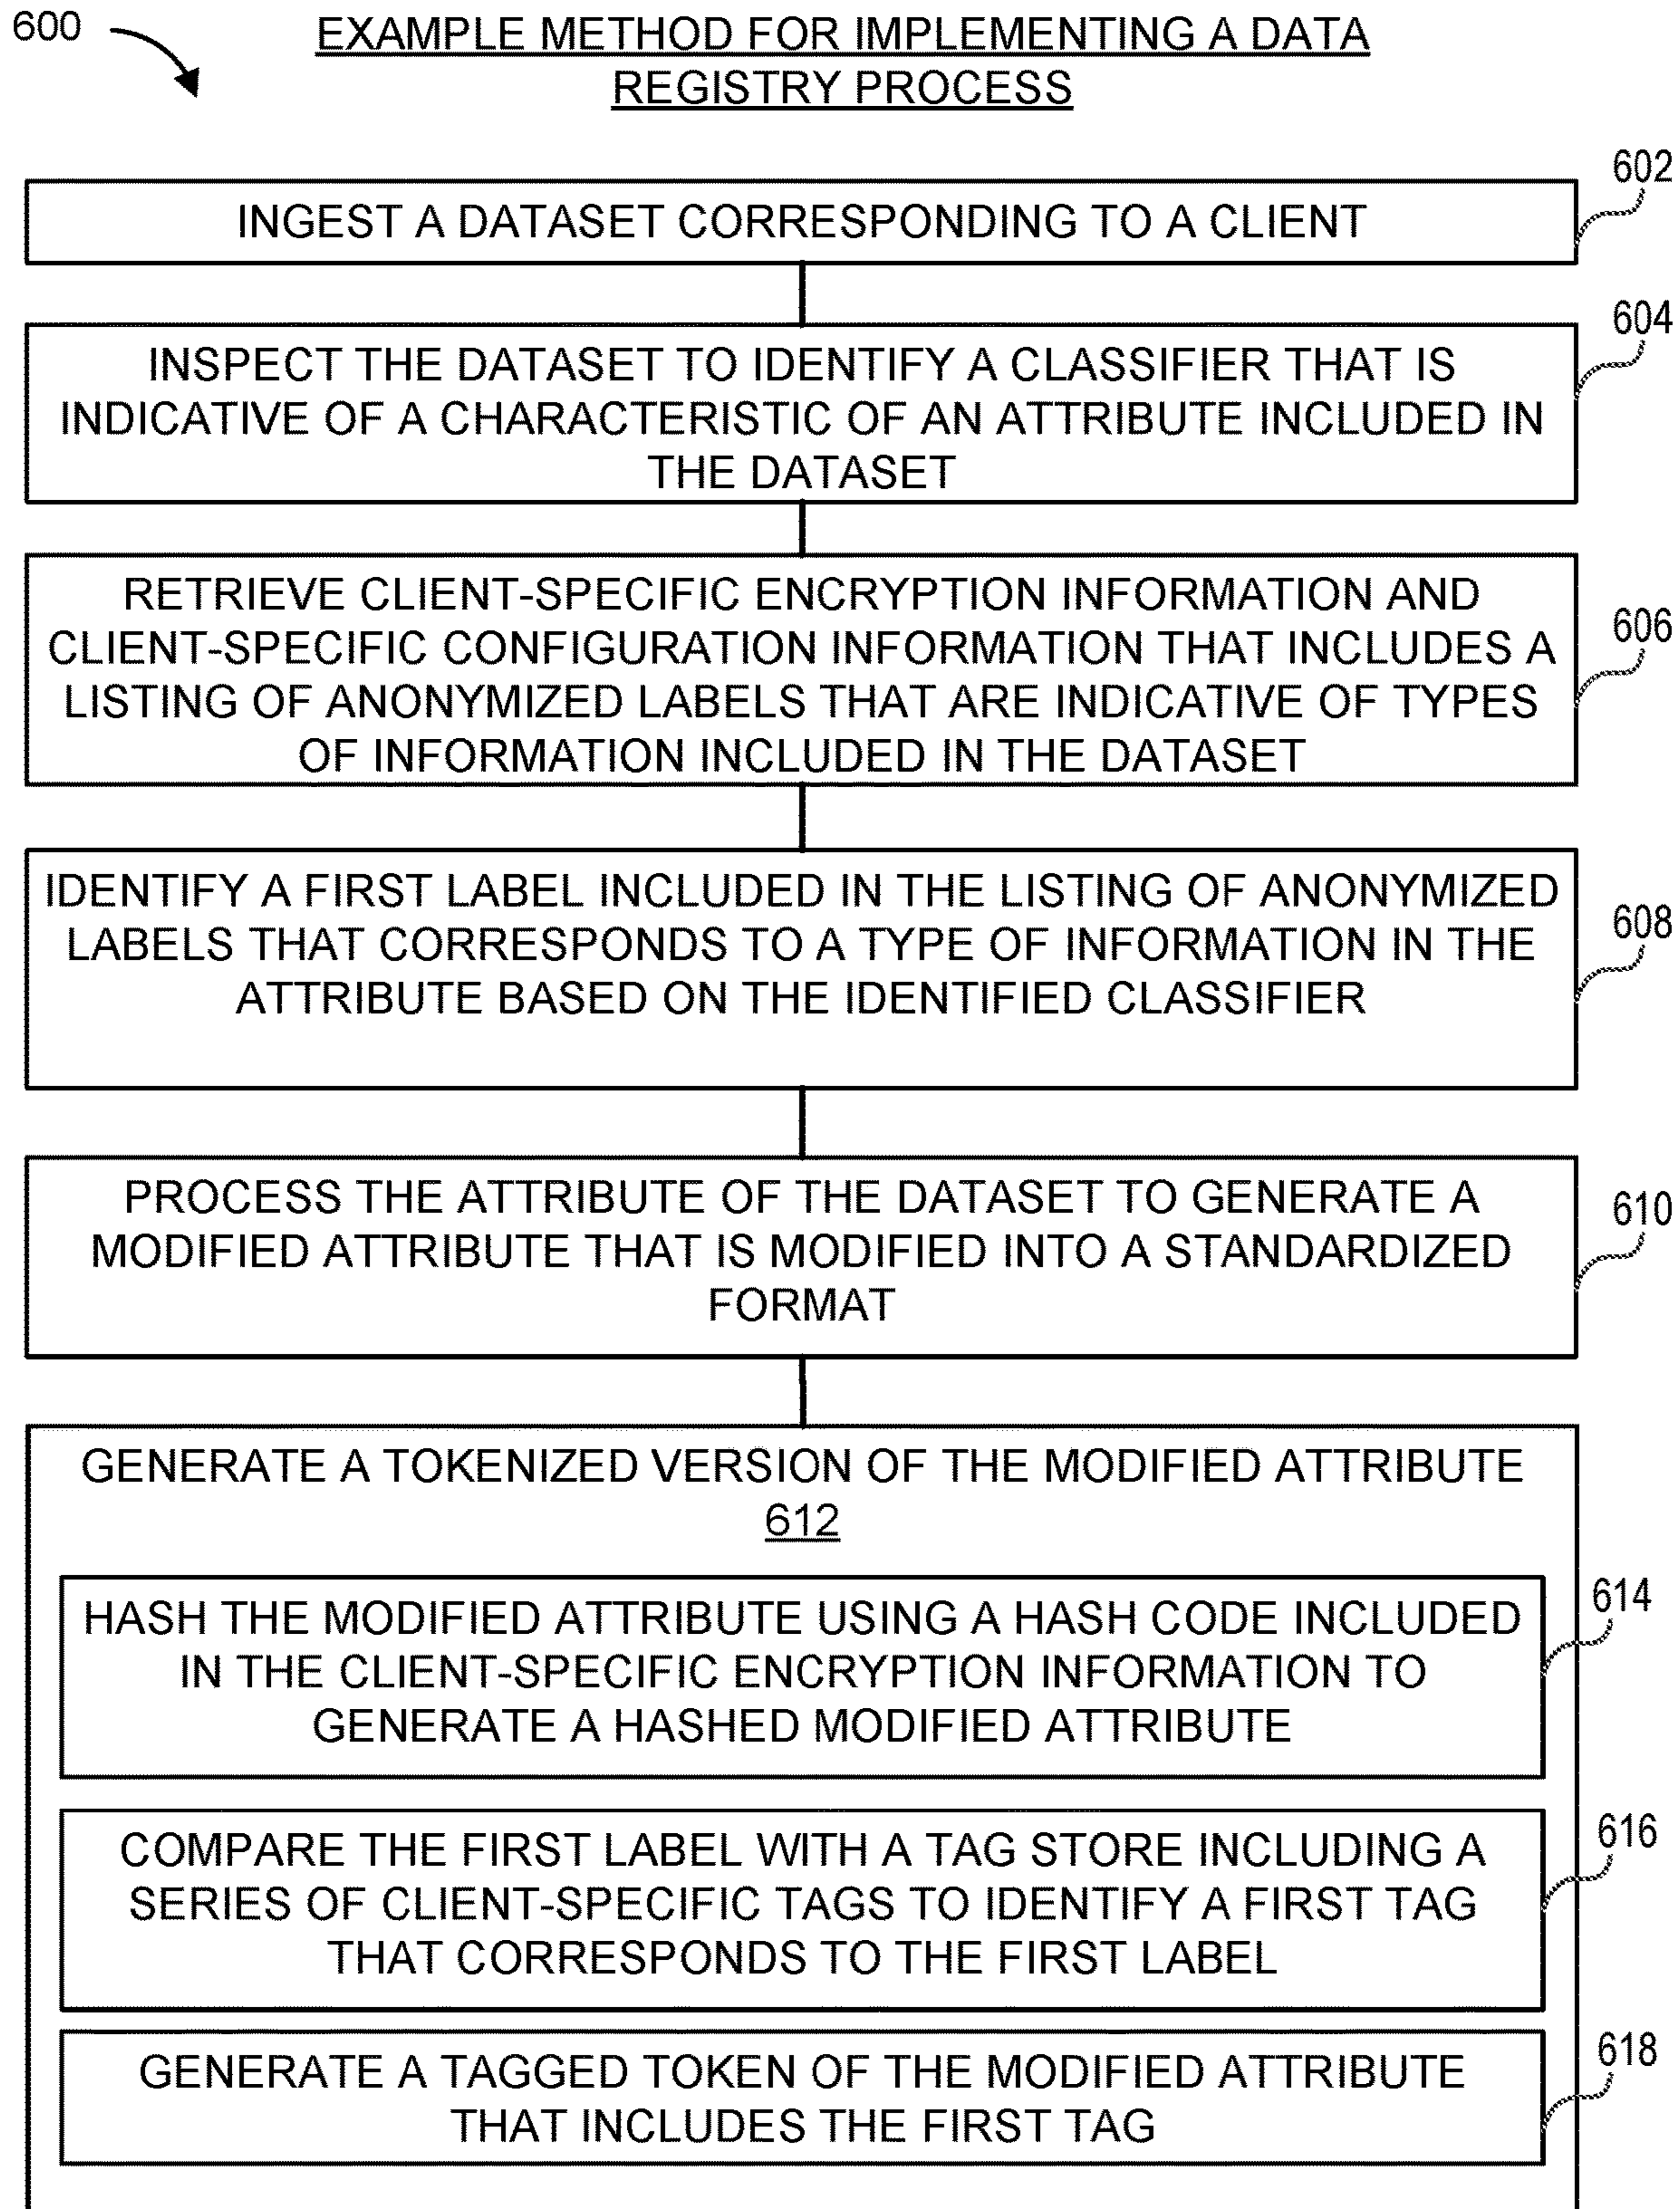 600
EXAMPLE METHOD FOR IMPLEMENTING A DATA
REGISTRY PROCESS
602
INGEST A DATASET CORRESPONDING TO A CLIENT
604
INSPECT THE DATASET TO IDENTIFY A CLASSIFIER THAT IS
INDICATIVE OF A CHARACTERISTIC OF AN ATTRIBUTE INCLUDED IN
THE DATASET
606
RETRIEVE CLIENT-SPECIFIC ENCRYPTION INFORMATION AND
CLIENT-SPECIFIC CONFIGURATION INFORMATION THAT INCLUDES A
LISTING OF ANONYMIZED LABELS THAT ARE INDICATIVE OF TYPES
OF INFORMATION INCLUDED IN THE DATASET
608
IDENTIFY A FIRST LABEL INCLUDED IN THE LISTING OF ANONYMIZED
LABELS THAT CORRESPONDS TO A TYPE OF INFORMATION IN THE
ATTRIBUTE BASED ON THE IDENTIFIED CLASSIFIER
610
PROCESS THE ATTRIBUTE OF THE DATASET TO GENERATE A
MODIFIED ATTRIBUTE THAT IS MODIFIED INTO A STANDARDIZED
FORMAT
GENERATE A TOKENIZED VERSION OF THE MODIFIED ATTRIBUTE
612
614
HASH THE MODIFIED ATTRIBUTE USING A HASH CODE INCLUDED
IN THE CLIENT-SPECIFIC ENCRYPTION INFORMATION TO
GENERATE A HASHED MODIFIED ATTRIBUTE
616
COMPARE THE FIRST LABEL WITH A TAG STORE INCLUDING A
SERIES OF CLIENT-SPECIFIC TAGS TO IDENTIFY A FIRST TAG
THAT CORRESPONDS TO THE FIRST LABEL
618
GENERATE A TAGGED TOKEN OF THE MODIFIED ATTRIBUTE
THAT INCLUDES THE FIRST TAG